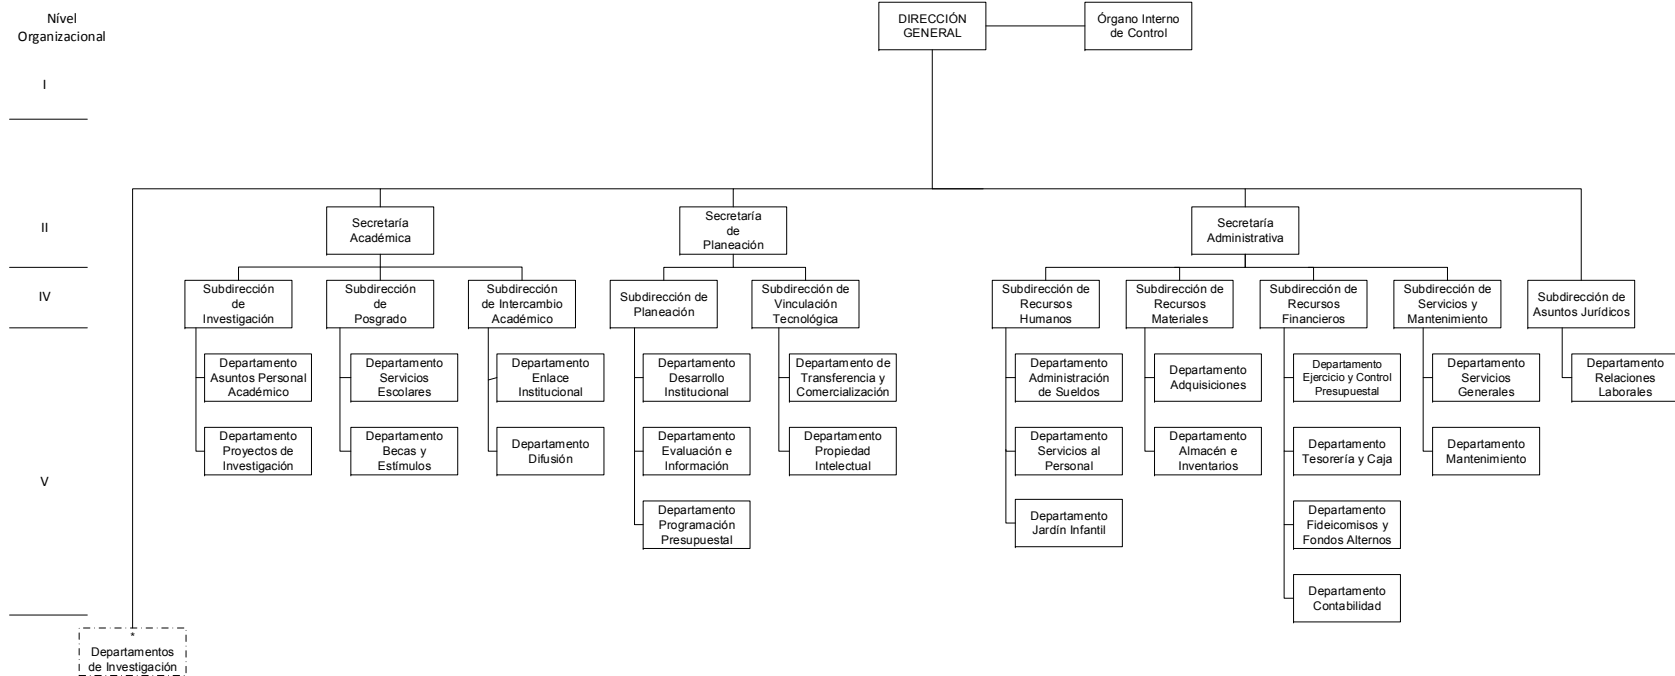 Nível
Organizacional
DIRECCIÓN
GENERAL
Órgano Interno
de Control
I
II
Secretaría
Académica
Secretaría
de
Planeación
Secretaría
Administrativa
IV
Subdirección
de
Investigación
Subdirección
de
Posgrado
Subdirección
de Intercambio
Académico
Subdirección de
Planeación
Subdirección de
Vinculación
Tecnológica
Subdirección de
Recursos
Humanos
Subdirección de
Recursos
Materiales
Subdirección de
Recursos
Financieros
Subdirección de
Servicios y
Mantenimiento
Subdirección de
Asuntos Jurídicos
V
Departamento
Asuntos Personal
Académico
Departamento
Servicios
Escolares
Departamento
Enlace
Institucional
Departamento
Desarrollo
Institucional
Departamento de
Transferencia y
Comercialización
Departamento
Administración
de Sueldos
Departamento
Adquisiciones
Departamento
Ejercicio y Control
Presupuestal
Departamento
Servicios
Generales
Departamento
Relaciones
Laborales
Departamento
Proyectos de
Investigación
Departamento
Becas y
Estímulos
Departamento
Difusión
Departamento
Evaluación e
Información
Departamento
Propiedad
Intelectual
Departamento
Servicios al
Personal
Departamento
Almacén e
Inventarios
Departamento
Tesorería y Caja
Departamento
Mantenimiento
Departamento
Programación
Presupuestal
Departamento
Jardín Infantil
Departamento
Fideicomisos y
Fondos Alternos
Departamento
Contabilidad
*
Departamentos
de Investigación